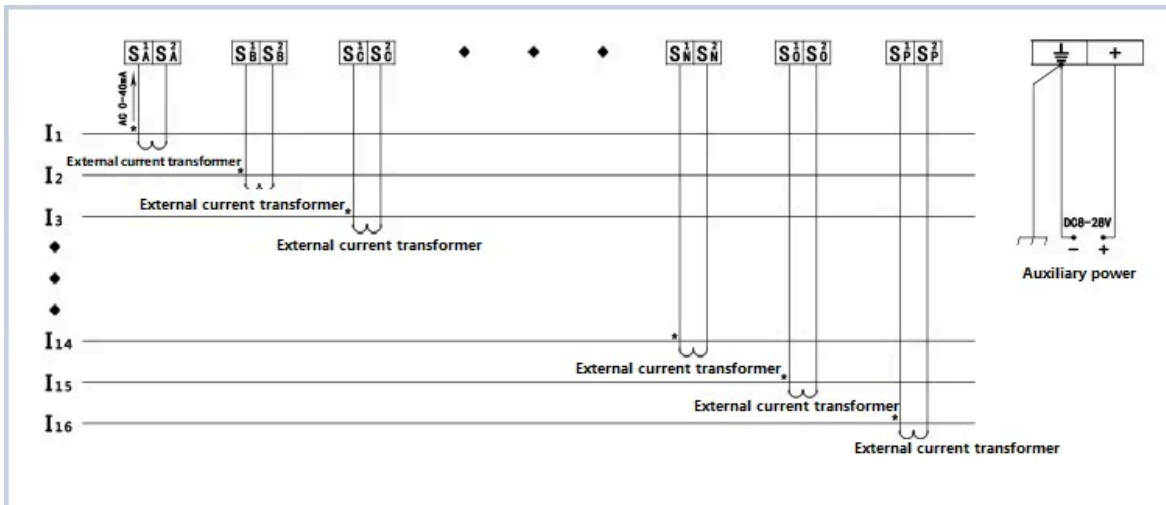 S1A S2A S1B S2B S1C S2C S1N S2N S1O S2O S1P S2P +
AC 0-40mA
*
I1
External current transformer
*
I2
External current transformer
*
I3
External current transformer
DC8-28V
- +
Auxiliary power
*
I14
External current transformer
*
I15
External current transformer
*
I16
External current transformer